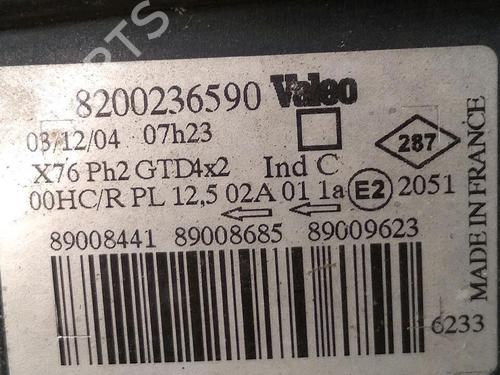 PARTS
8200236590 Valeo
03/12/04 07h23
287
X76 Ph2 GTD4x2 Ind C
00HC/R PL 12,5 02A 01 1a E2 2051
89008441 89008685 89009623
6233
MADE IN FRANCE